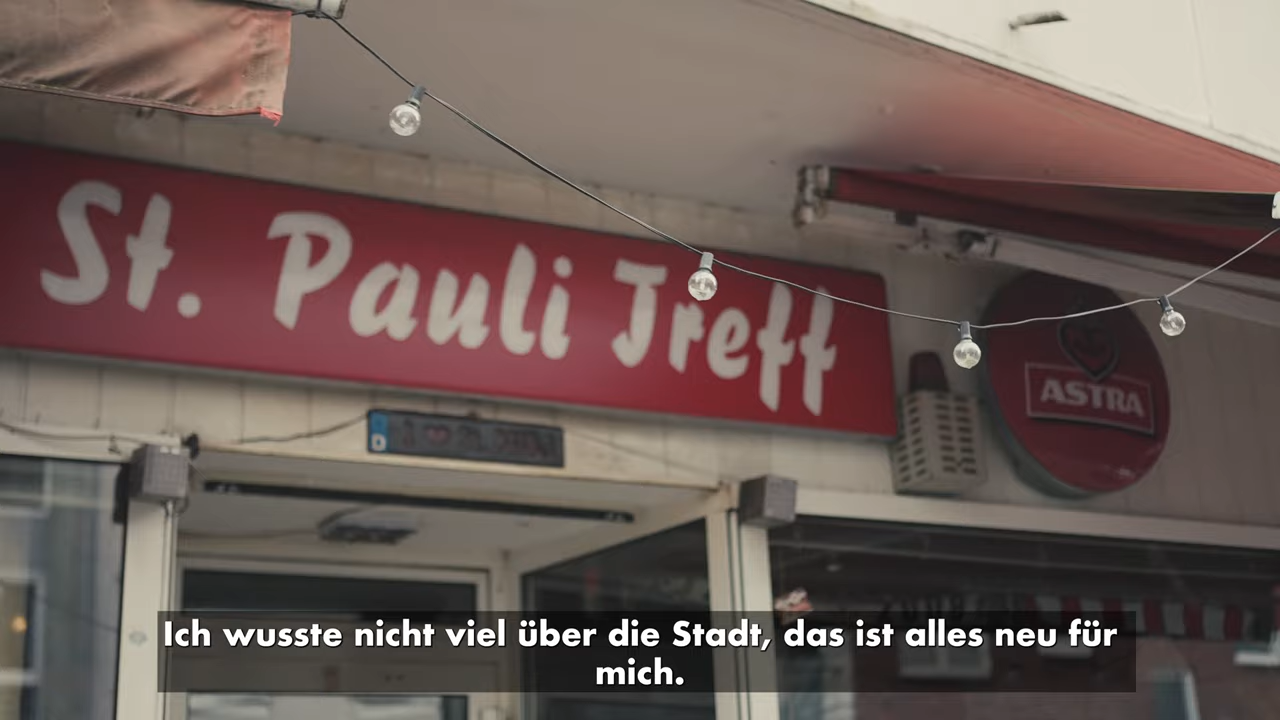 St. Pauli Treff
ASTRA
Ich wusste nicht viel über die Stadt, das ist alles neu für
mich.